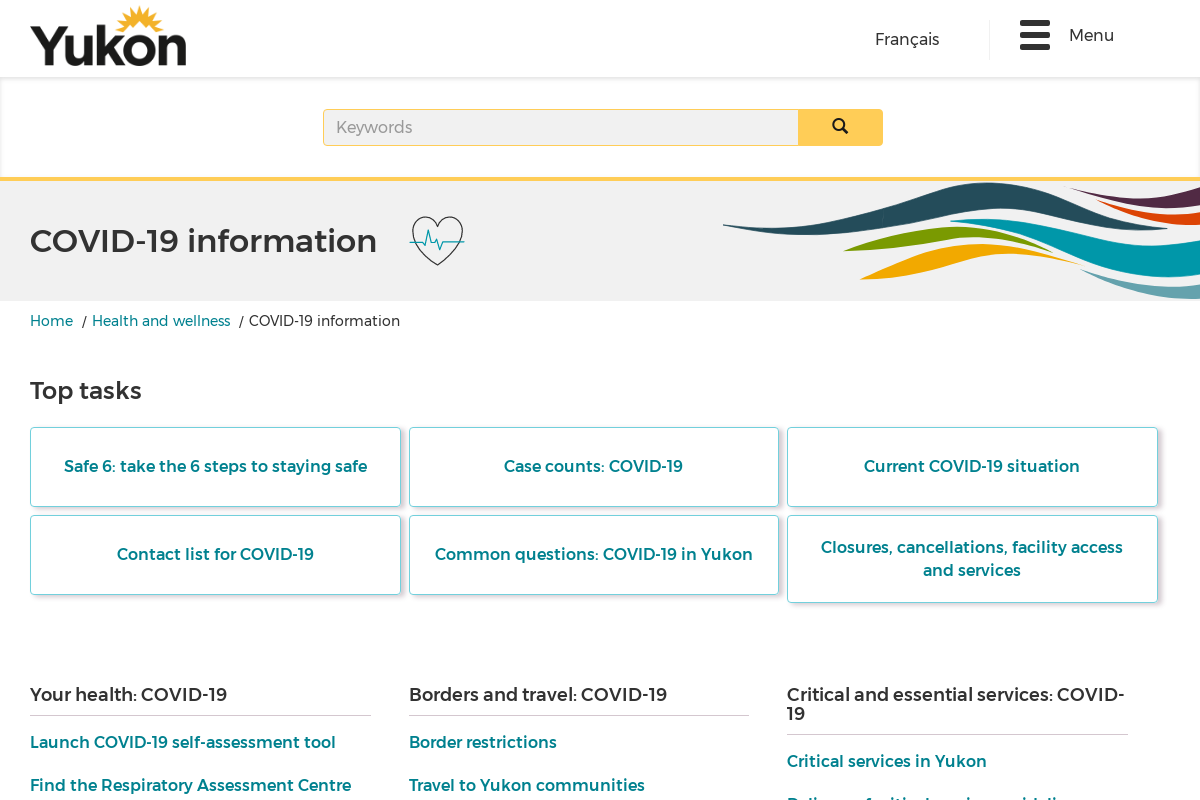 Yukon
Français
Menu
Keywords
COVID-19 information
Home / Health and wellness / COVID-19 information
Top tasks
Safe 6: take the 6 steps to staying safe
Case counts: COVID-19
Current COVID-19 situation
Contact list for COVID-19
Common questions: COVID-19 in Yukon
Closures, cancellations, facility access
and services
Your health: COVID-19
Launch COVID-19 self-assessment tool
Find the Respiratory Assessment Centre
Borders and travel: COVID-19
Border restrictions
Travel to Yukon communities
Critical and essential services: COVID-
19
Critical services in Yukon